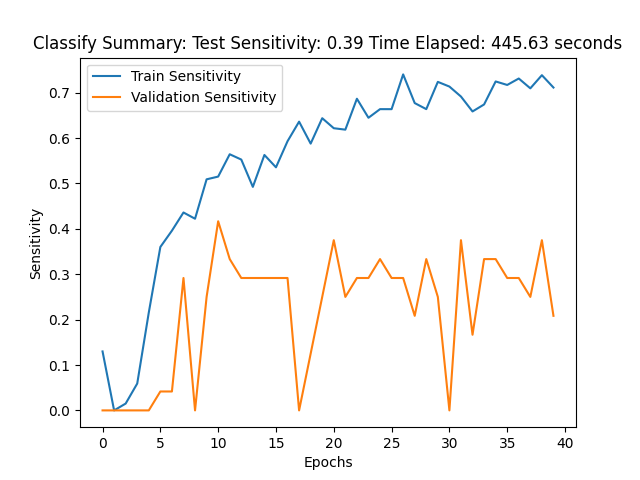 Classify Summary: Test Sensitivity: 0.39 Time Elapsed: 445.63 seconds
Train Sensitivity
Validation Sensitivity
0.7
0.6
0.5
0.4
0.3
0.2
0.1
0.0
Sensitivity
0 5 10 15 20 25 30 35 40
Epochs